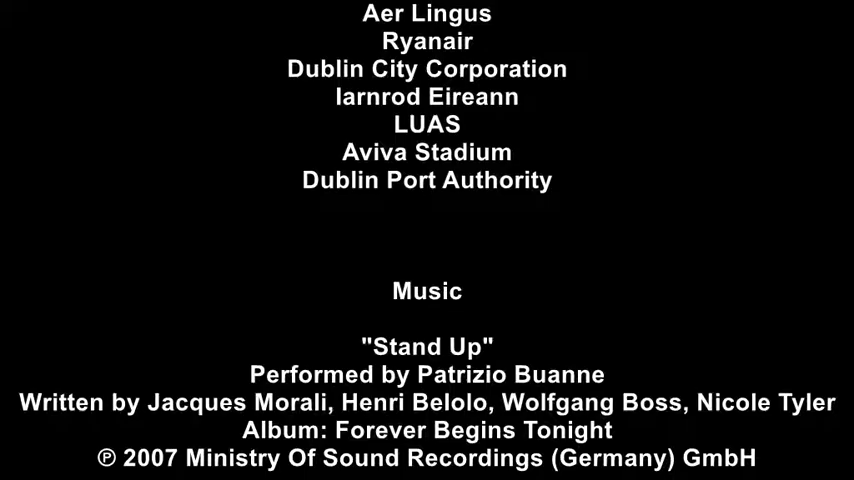 Aer Lingus
Ryanair
Dublin City Corporation
Iarnrod Eireann
LUAS
Aviva Stadium
Dublin Port Authority
Music
"Stand Up"
Performed by Patrizio Buanne
Written by Jacques Morali, Henri Belolo, Wolfgang Boss, Nicole Tyler
Album: Forever Begins Tonight
℗ 2007 Ministry Of Sound Recordings (Germany) GmbH